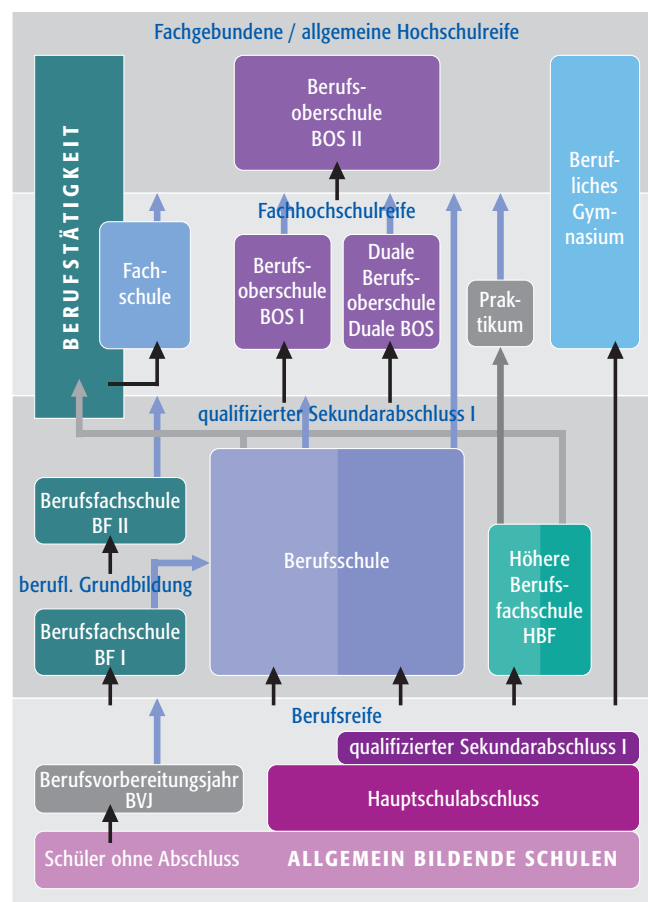 Fachgebundene / allgemeine Hochschulreife
BERUFSTÄTIGKEIT
Berufs-
oberschule
BOS II
Beruf-
liches
Gym-
nasium
Fachhochschulreife
Fach-
schule
Berufs-
oberschule
BOS I
Duale
Berufs-
oberschule
Duale BOS
Prak-
tikum
qualifizierter Sekundarabschluss I
Berufsfachschule
BF II
Berufsschule
Höhere
Berufs-
fachschule
HBF
berufl. Grundbildung
Berufsfachschule
BF I
Berufsreife
qualifizierter Sekundarabschluss I
Berufsvorbereitungsjahr
BVJ
Hauptschulabschluss
Schüler ohne Abschluss
ALLGEMEIN BILDENDE SCHULEN